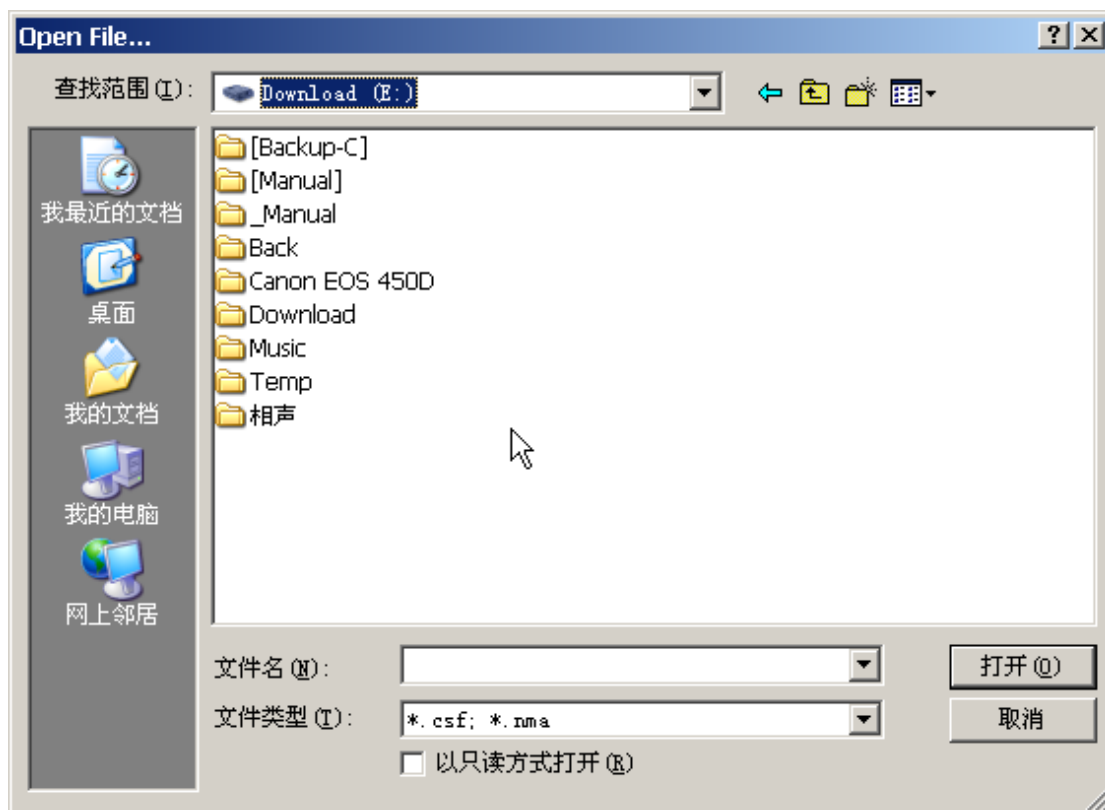 Open File...
查找范围(I):
Download (E:)
我最近的文档
桌面
我的文档
我的电脑
网上邻居
[Backup-C]
[Manual]
_Manual
Back
Canon EOS 450D
Download
Music
Temp
相声
文件名(N):
打开(O)
文件类型(T):
*.csf; *.nma
取消
以只读方式打开(R)